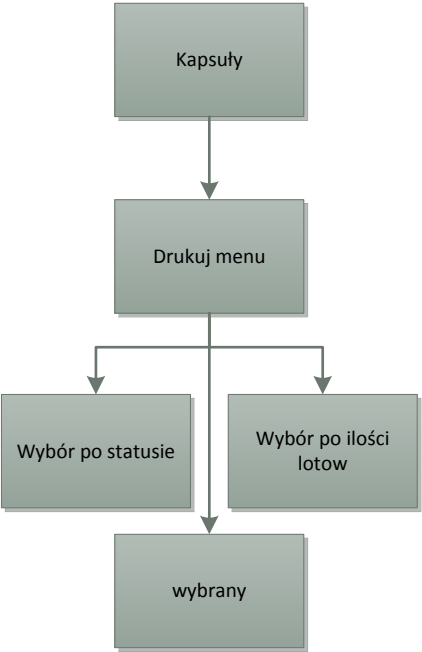 Kapsuły
Drukuj menu
Wybór po statusie
Wybór po ilości
lotow
wybrany